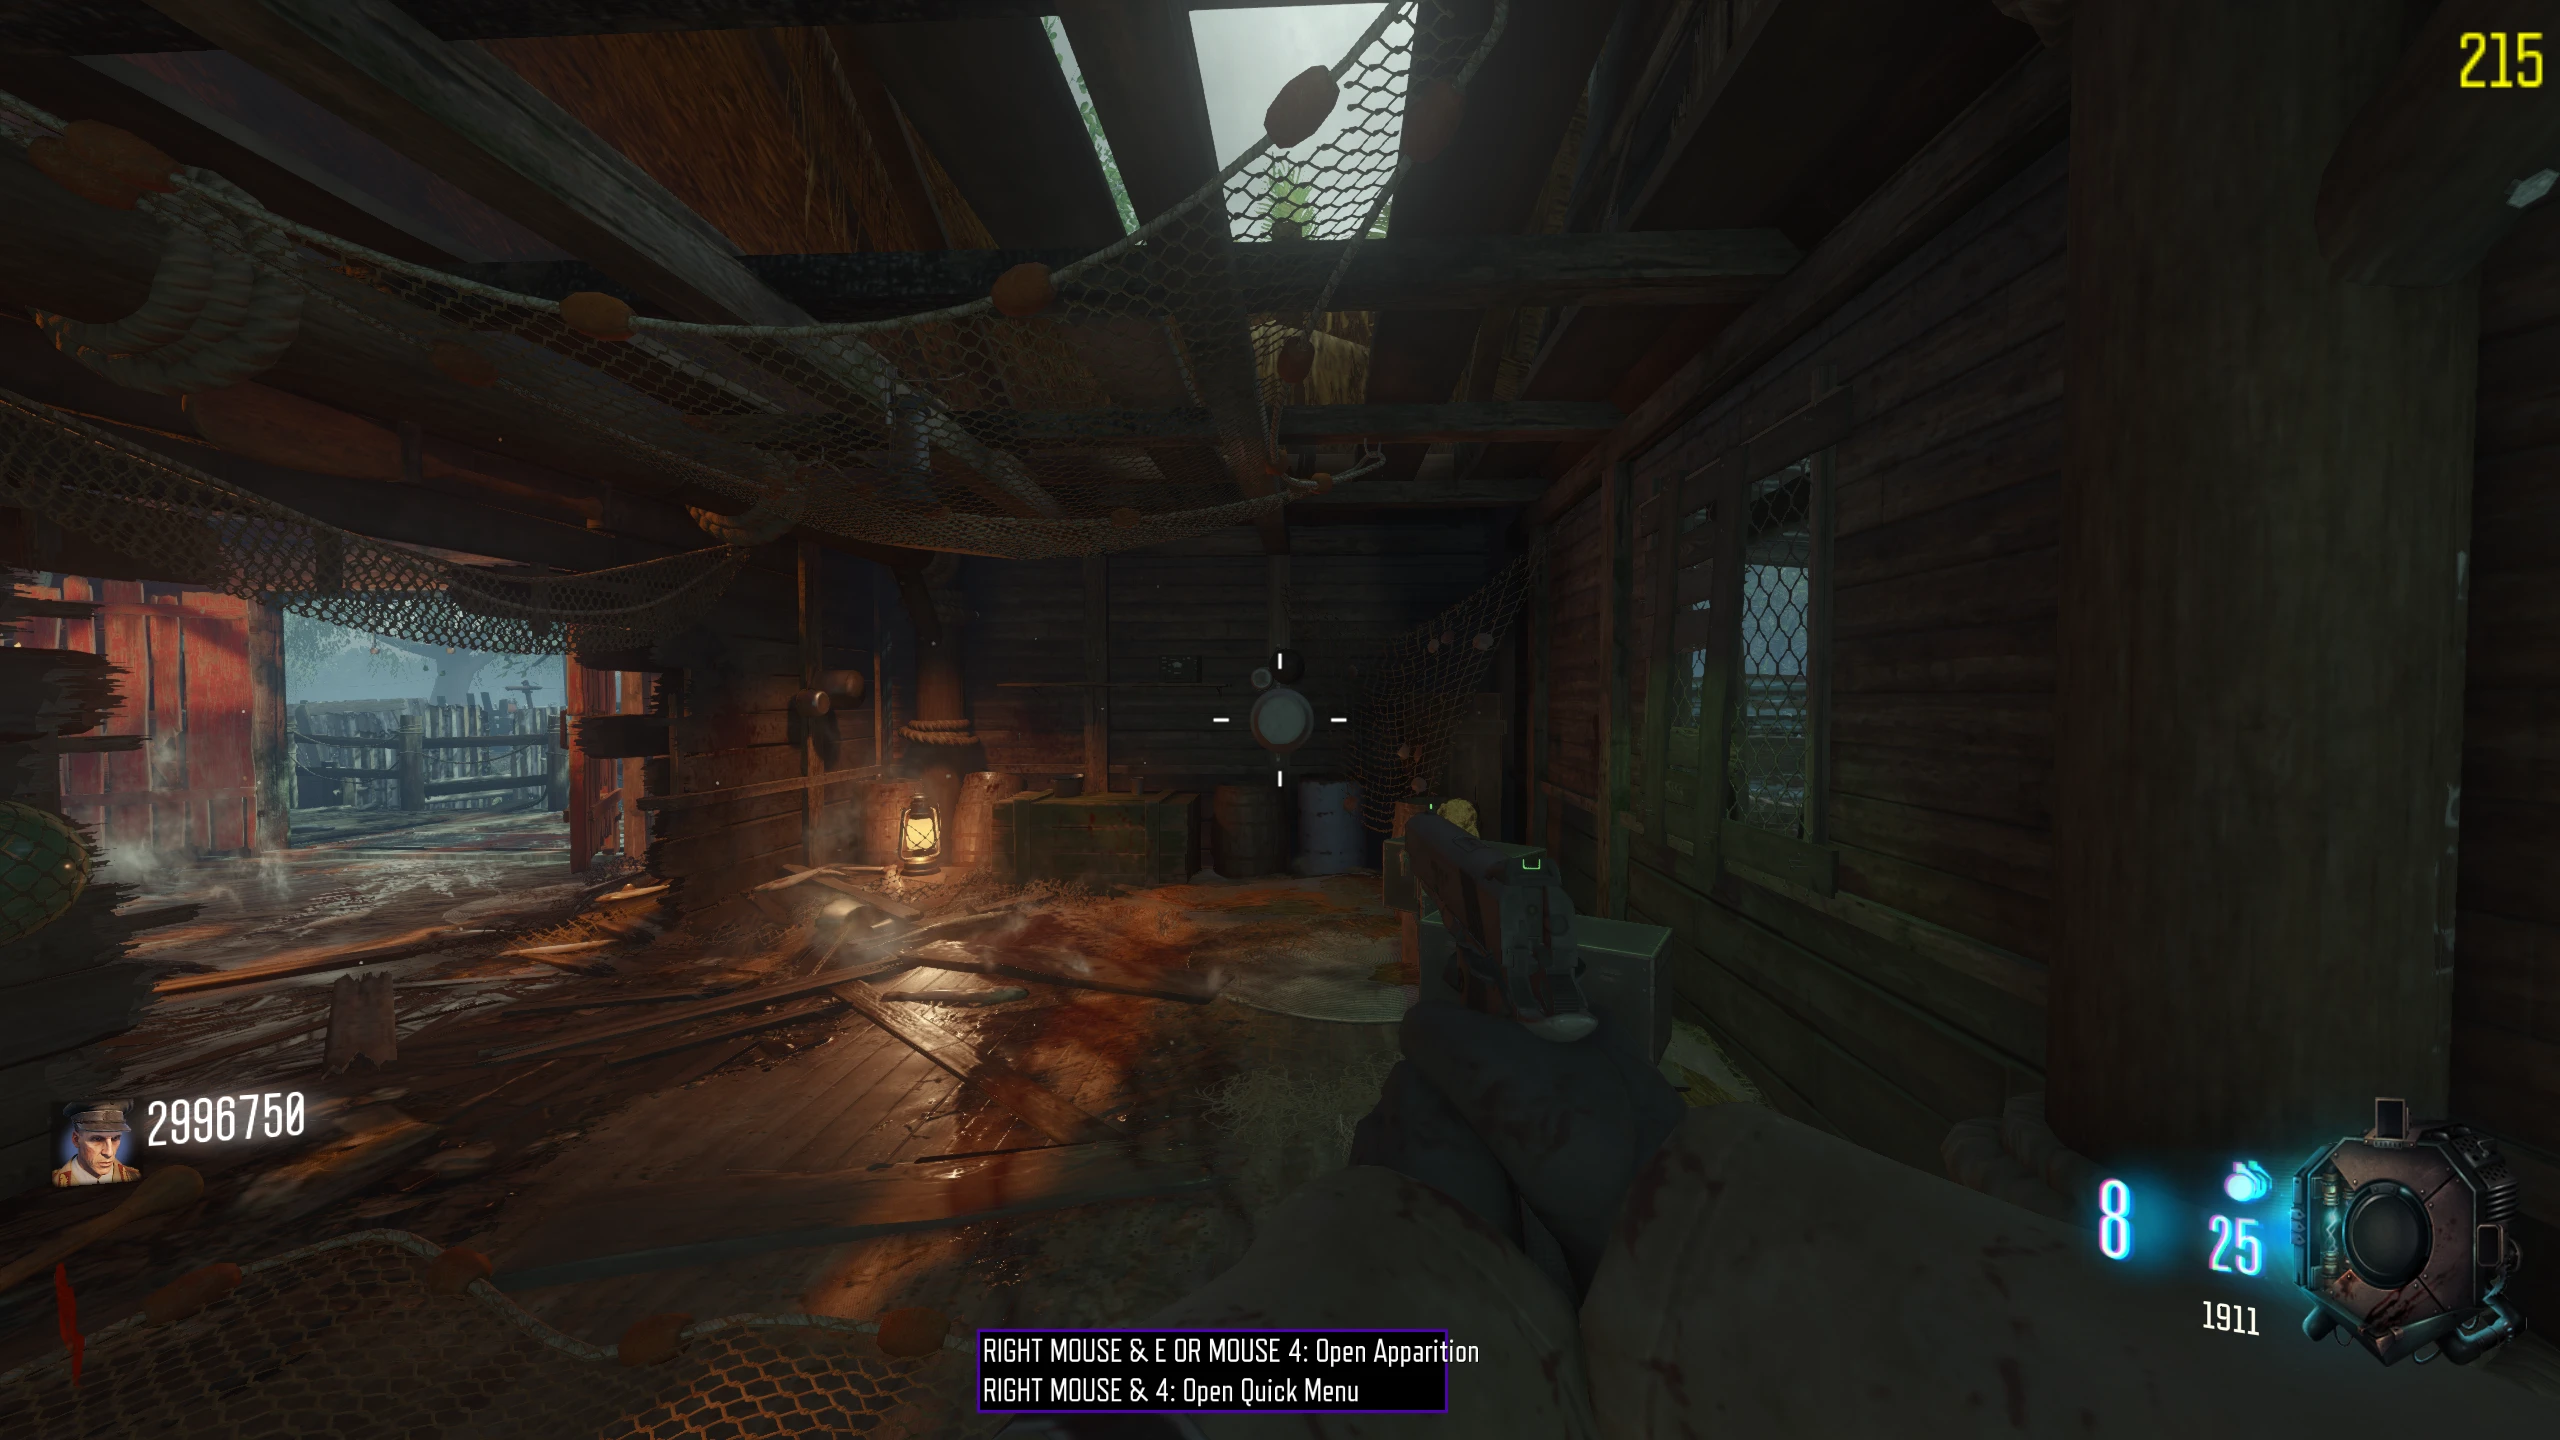 215
2996750
8
25
1911
RIGHT MOUSE & E OR MOUSE 4: Open Apparition
RIGHT MOUSE & 4: Open Quick Menu